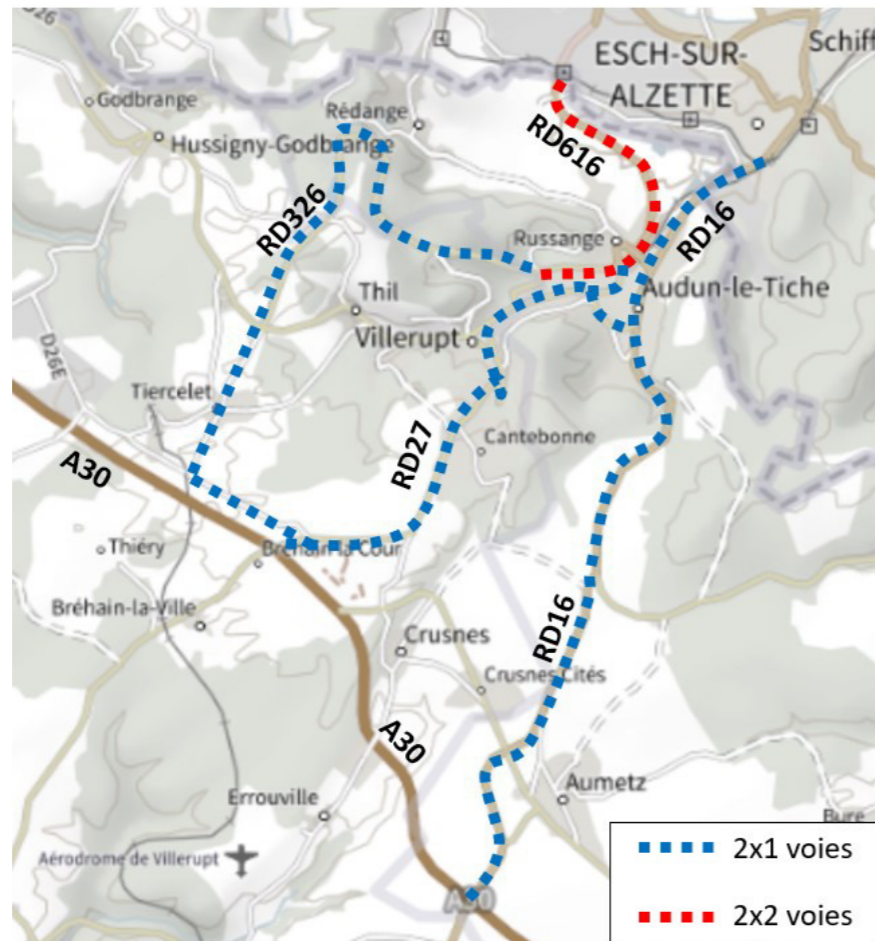 D26
ESCH-SUR-
ALZETTE
Schiff
Godbrange
Rédange
Hussigny-Godbrange
RD616
RD326
RD16
Russange
Thil
Audun-le-Tiche
Villerupt
D26E
Tiercelet
RD27
Cantebonne
A30
Thiéry
Bréhain-la-Cour
Bréhain-la-Ville
RD16
Crusnes
Crusnes Cités
A30
Aumetz
Errouville
Bure
Aérodrome de Villerupt
2x1 voies
A30
2x2 voies